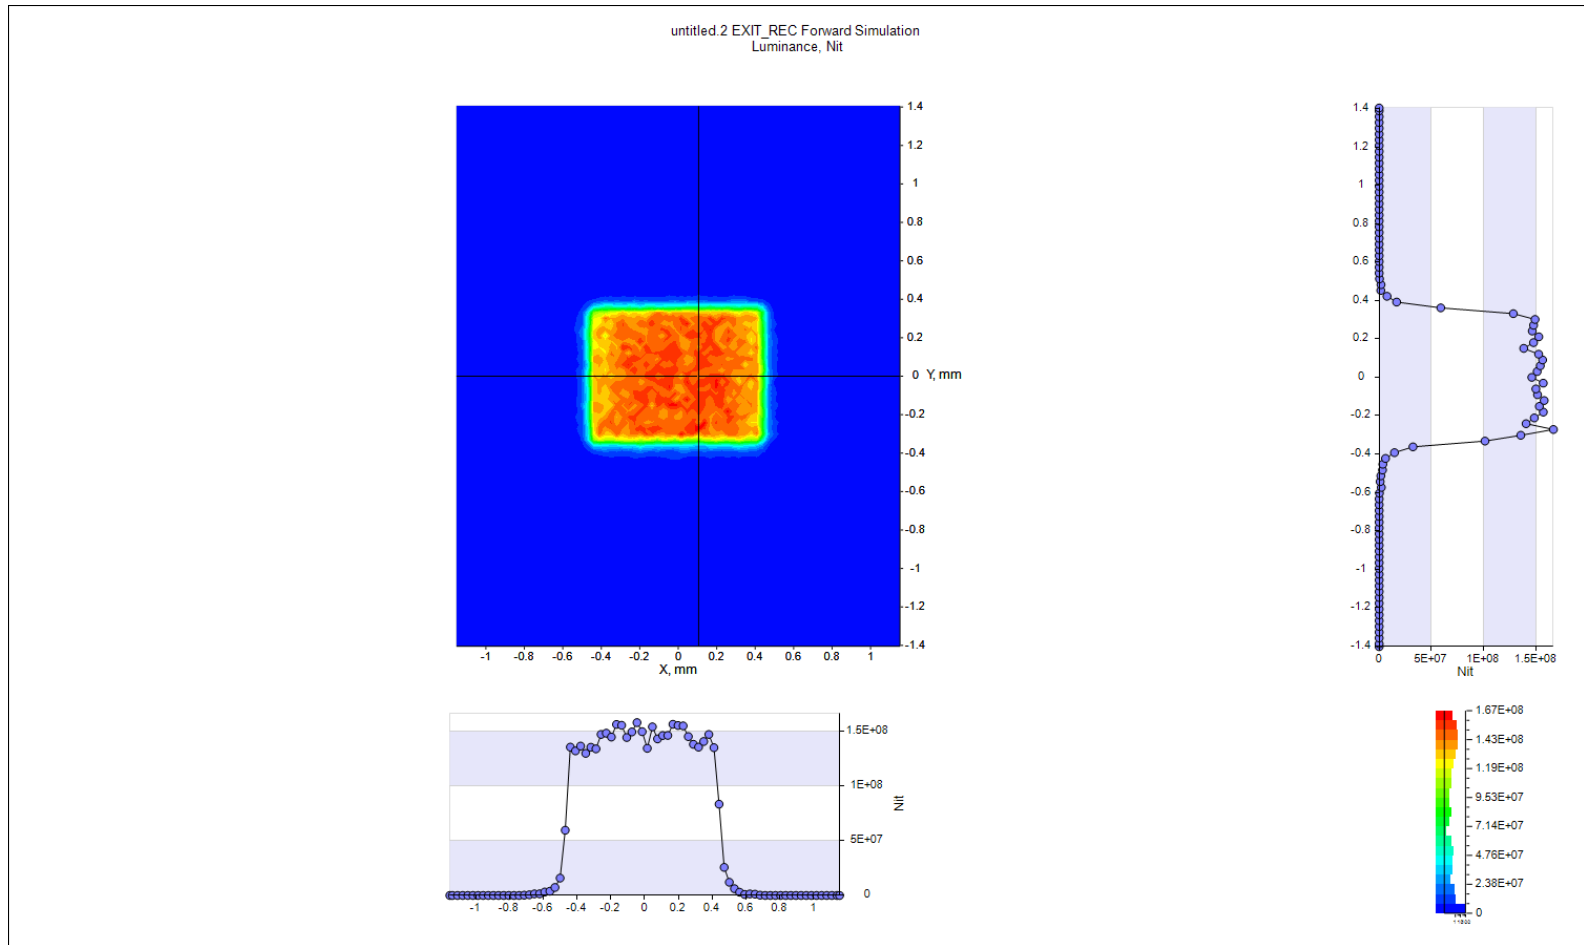 untitled.2 EXIT_REC Forward Simulation
Luminance, Nit
1.4
1.2
1
0.8
0.6
0.4
0.2
0 Y, mm
-0.2
-0.4
-0.6
-0.8
-1
-1.2
-1.4
-1 -0.8 -0.6 -0.4 -0.2 0 0.2 0.4 0.6 0.8 1
X, mm
1.4
1.2
1
0.8
0.6
0.4
0.2
0
-0.2
-0.4
-0.6
-0.8
-1
-1.2
-1.4
0 5E+07 1E+08 1.5E+08
Nit
1.5E+08
1E+08
Nit
5E+07
0
-1 -0.8 -0.6 -0.4 -0.2 0 0.2 0.4 0.6 0.8 1
1.67E+08
1.43E+08
1.19E+08
9.53E+07
7.14E+07
4.76E+07
2.38E+07
0